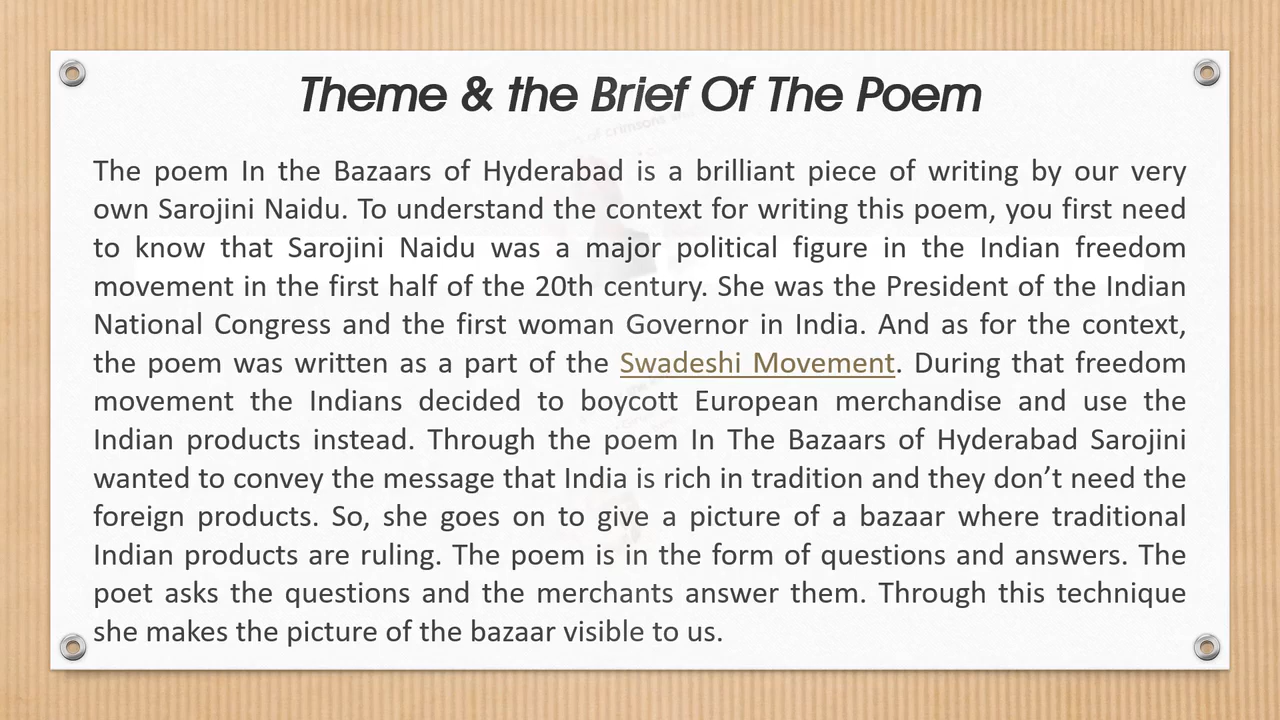 Theme & the Brief Of The Poem
The poem In the Bazaars of Hyderabad is a brilliant piece of writing by our very
own Sarojini Naidu. To understand the context for writing this poem, you first need
to know that Sarojini Naidu was a major political figure in the Indian freedom
movement in the first half of the 20th century. She was the President of the Indian
National Congress and the first woman Governor in India. And as for the context,
the poem was written as a part of the Swadeshi Movement. During that freedom
movement the Indians decided to boycott European merchandise and use the
Indian products instead. Through the poem In The Bazaars of Hyderabad Sarojini
wanted to convey the message that India is rich in tradition and they don’t need the
foreign products. So, she goes on to give a picture of a bazaar where traditional
Indian products are ruling. The poem is in the form of questions and answers. The
poet asks the questions and the merchants answer them. Through this technique
she makes the picture of the bazaar visible to us.